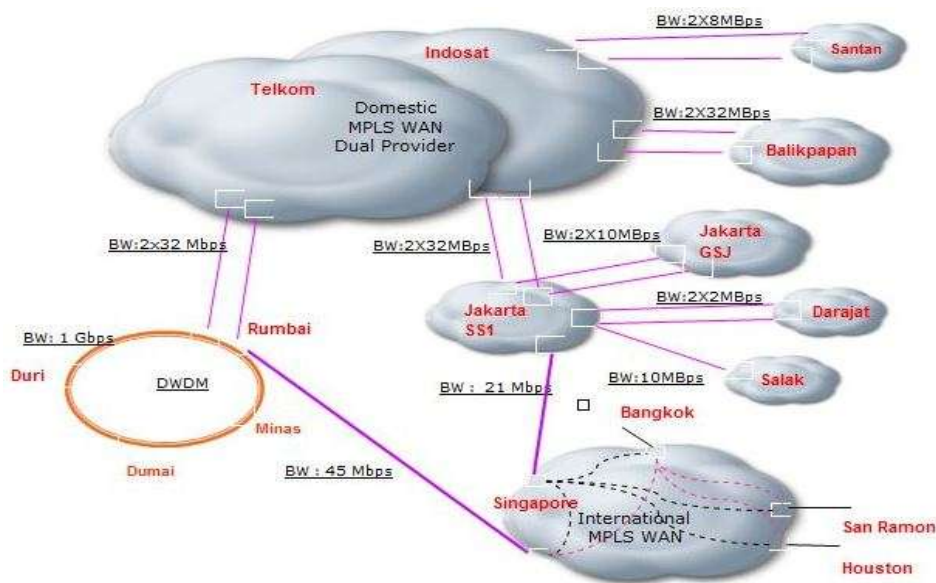 BW:2X8MBps
Santan
Indosat
Telkom
Domestic
MPLS WAN
Dual Provider
BW:2X32MBps
Balikpapan
BW:2x32 Mbps
BW:2X32MBps
BW:2X10MBps
Jakarta
GSJ
BW:2X2MBps
Darajat
Jakarta
SS1
Rumbai
BW: 1 Gbps
Duri
DWDM
BW : 21 Mbps
BW:10MBps
Salak
Bangkok
Minas
Dumai
BW : 45 Mbps
Singapore
International
MPLS WAN
San Ramon
Houston